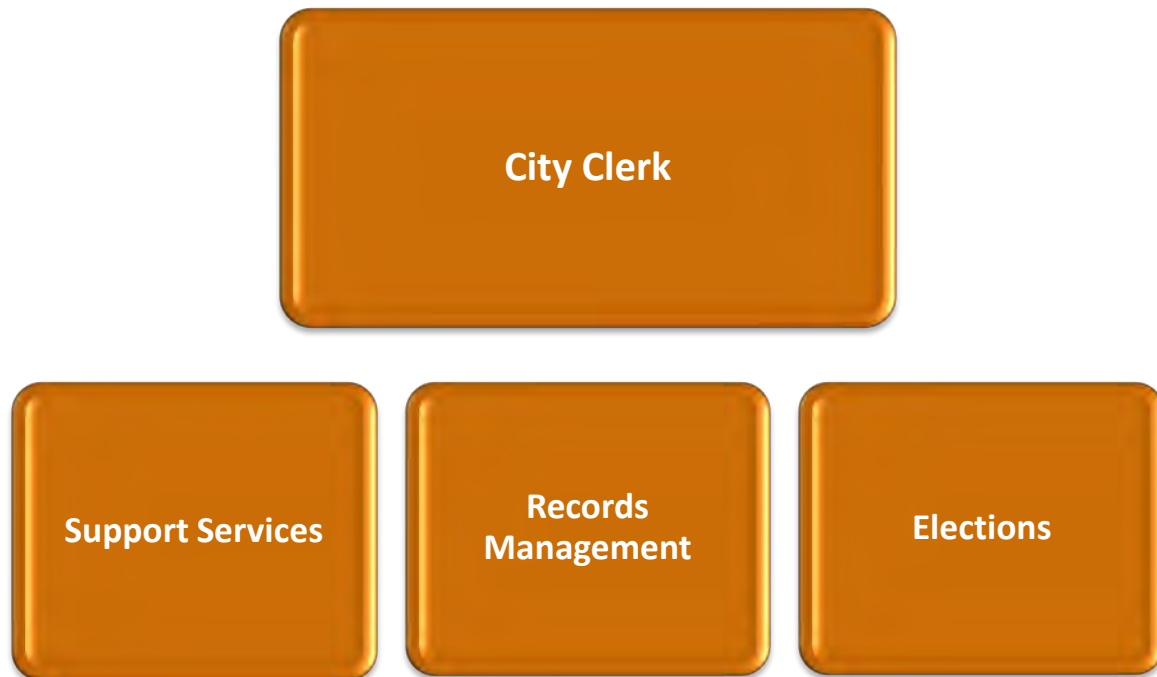 City Clerk
Support Services
Records
Management
Elections